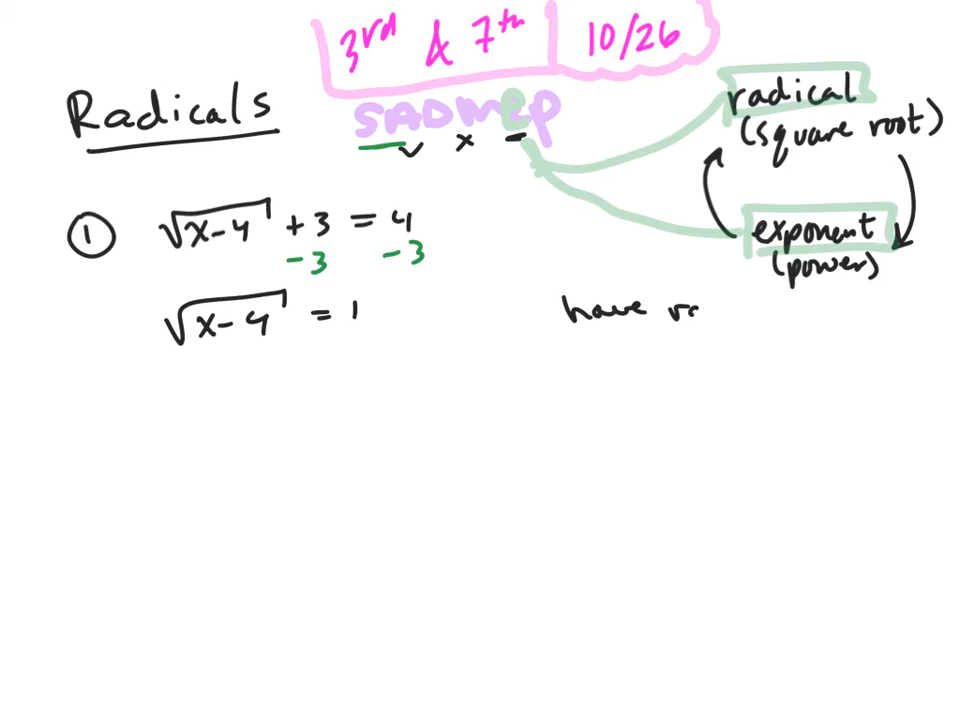 3rd & 7th 10/26
Radicals
SADMEP
radical
(square root)
exponent
(power)
① √x-4 + 3 = 4
-3 -3
√x-4 = 1
have